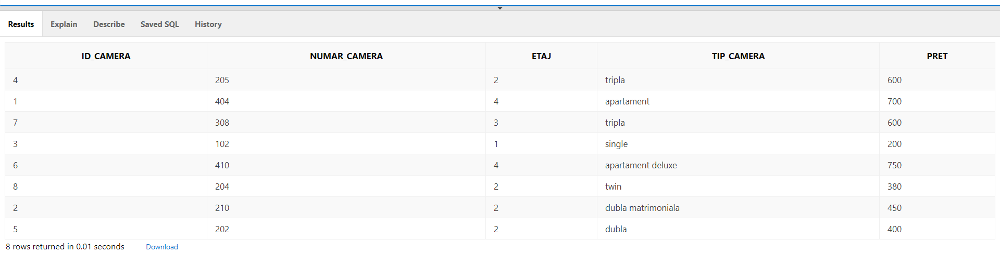 Results Explain Describe Saved SQL History
ID_CAMERA NUMAR_CAMERA ETAJ TIP_CAMERA PRET
4 205 2 tripla 600
1 404 4 apartament 700
7 308 3 tripla 600
3 102 1 single 200
6 410 4 apartament deluxe 750
8 204 2 twin 380
2 210 2 dubla matrimoniala 450
5 202 2 dubla 400
8 rows returned in 0.01 seconds Download